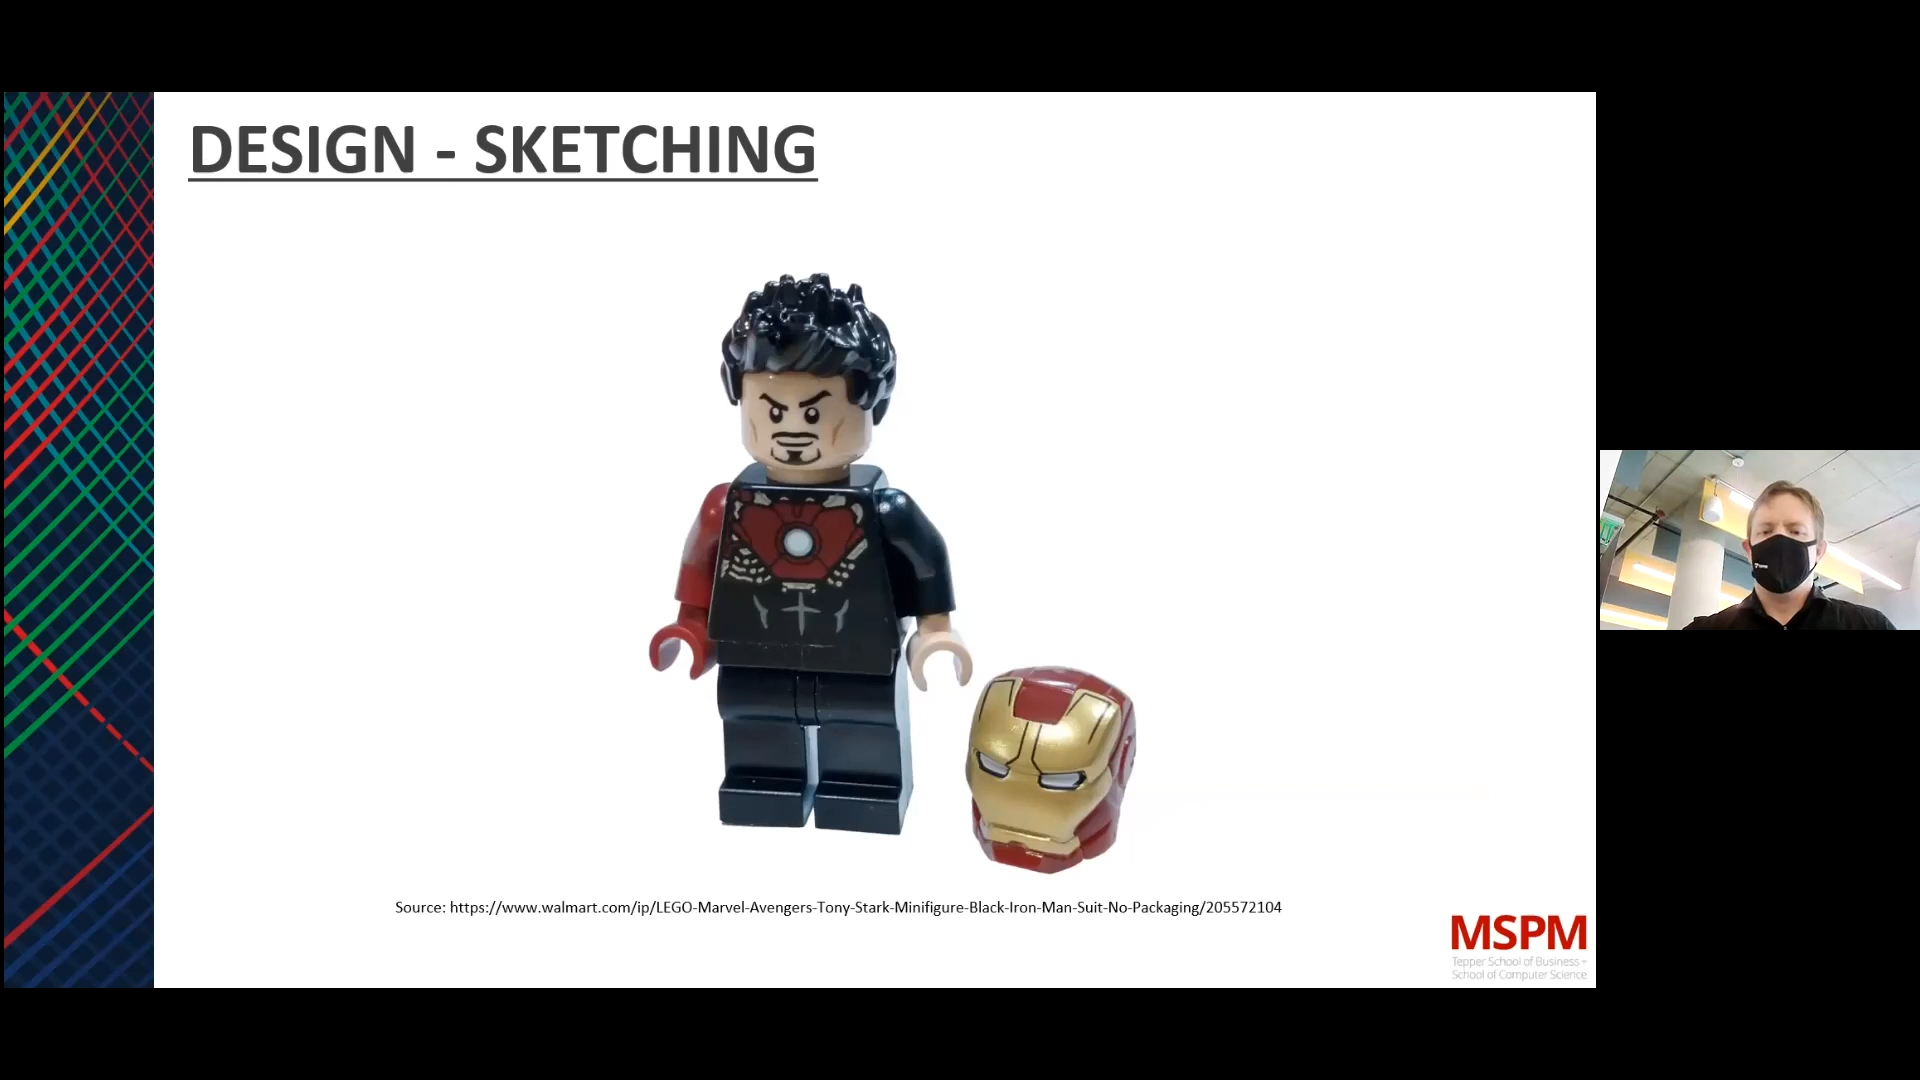 DESIGN - SKETCHING
Source: https://www.walmart.com/ip/LEGO-Marvel-Avengers-Tony-Stark-Minifigure-Black-Iron-Man-Suit-No-Packaging/205572104
MSPM
Tepper School of Business +
School of Computer Science